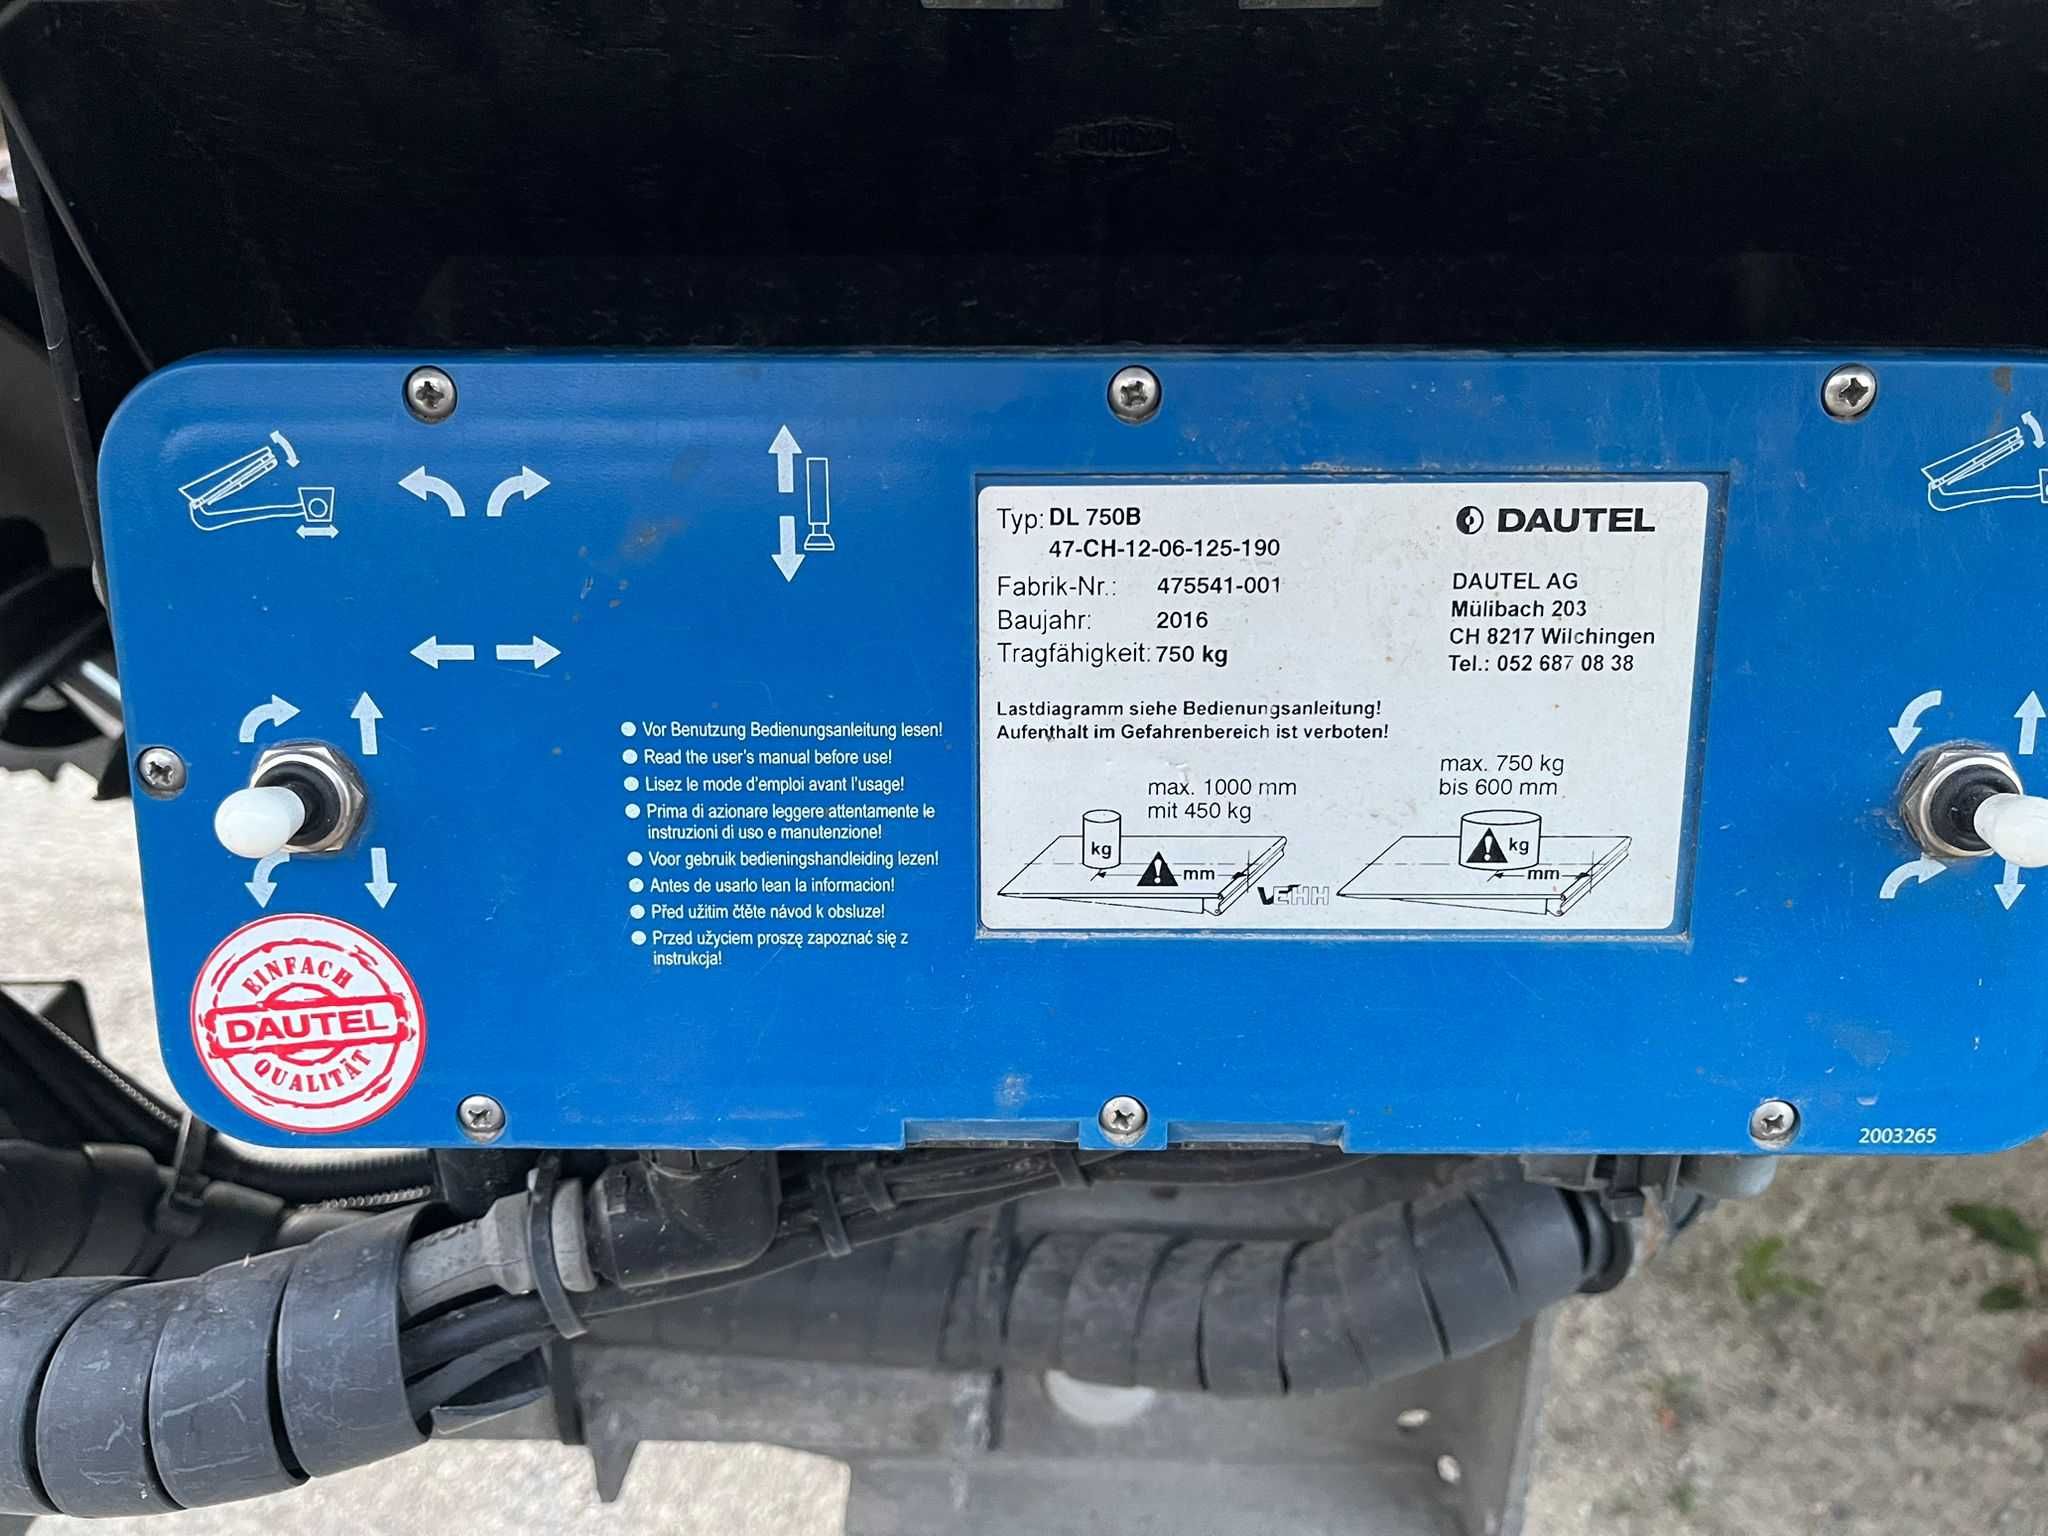 Typ: DL 750B
47-CH-12-06-125-190
Fabrik-Nr.: 475541-001
Baujahr: 2016
Tragfähigkeit: 750 kg
DAUTEL
DAUTEL AG
Mülibach 203
CH 8217 Wilchingen
Tel.: 052 687 08 38
Lastdiagramm siehe Bedienungsanleitung!
Aufenthalt im Gefahrenbereich ist verboten!
max. 1000 mm
mit 450 kg
kg
mm
VEHH
max. 750 kg
bis 600 mm
kg
mm
Vor Benutzung Bedienungsanleitung lesen!
Read the user's manual before use!
Lisez le mode d'emploi avant l'usage!
Prima di azionare leggere attentamente le
instruzioni di uso e manutenzione!
Voor gebruik bedieningshandleiding lezen!
Antes de usarlo lean la informacion!
Před užitim čtěte návod k obsluze!
Przed użyciem proszę zapoznać się z
instrukcja!
EINFACH
DAUTEL
QUALITÄT
2003265